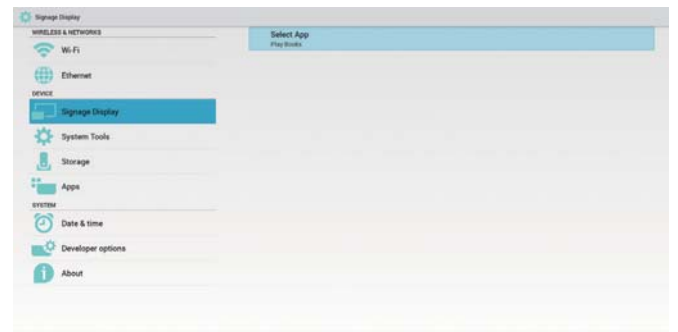 Signage Display
WIRELESS & NETWORKS
Wi-Fi
Ethernet
DEVICE
Signage Display
System Tools
Storage
Apps
SYSTEM
Date & time
Developer options
About
Select App
Play Books